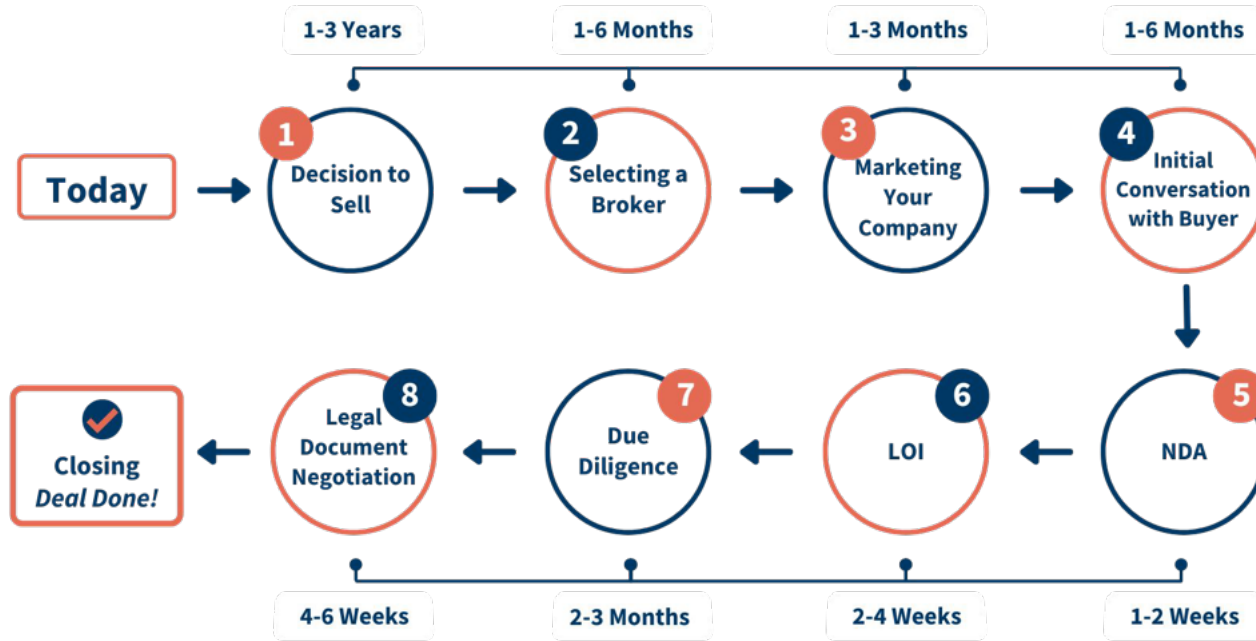 1-3 Years
1-6 Months
1-3 Months
1-6 Months
Today
1
Decision to
Sell
2
Selecting a
Broker
3
Marketing
Your
Company
4
Initial
Conversation
with Buyer
5
NDA
6
LOI
7
Due
Diligence
8
Legal
Document
Negotiation
Closing
Deal Done!
4-6 Weeks
2-3 Months
2-4 Weeks
1-2 Weeks